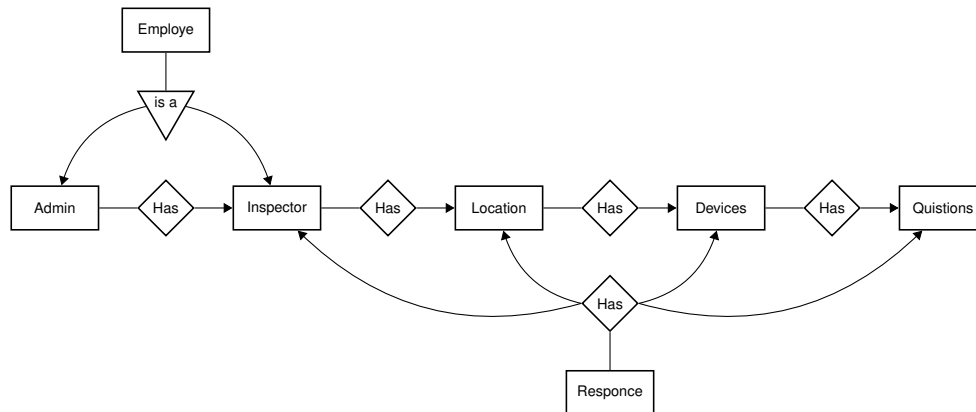 Employe
is a
Admin
Has
Inspector
Has
Location
Has
Devices
Has
Quistions
Has
Responce